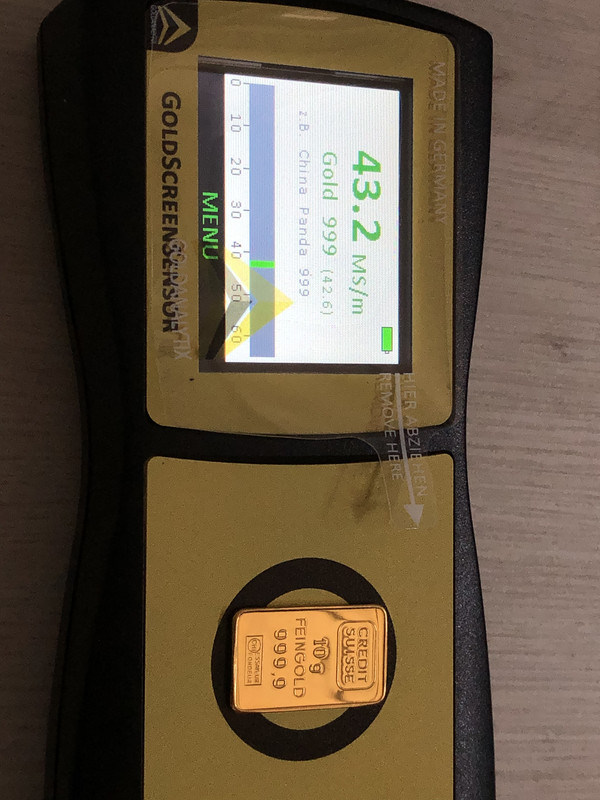 MADE IN GERMANY
43.2 MS/m
Gold 999 (42.6)
z.B. China Panda 999
0 10 20 30 40 50 60
MENU
GOLDSCREENSENSOR
GOLDANALYTIX
HIER ABZIEHEN
REMOVE HERE
CREDIT
SUISSE
10g
FEINGOLD
999,9